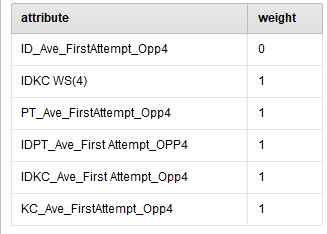 attribute weight
ID_Ave_FirstAttempt_Opp4 0
IDKC WS(4) 1
PT_Ave_FirstAttempt_Opp4 1
IDPT_Ave_First Attempt_OPP4 1
IDKC_Ave_First Attempt_Opp4 1
KC_Ave_FirstAttempt_Opp4 1